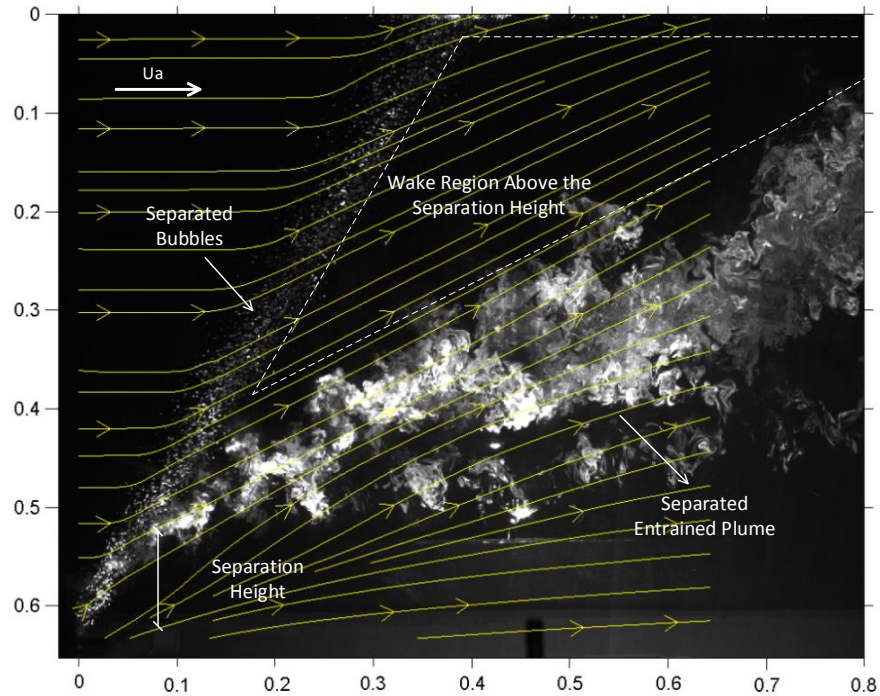 0
Ua
0.1
Wake Region Above the
Separation Height
0.2
Separated
Bubbles
0.3
0.4
0.5
Separated
Entrained Plume
Separation
Height
0.6
0
0.1
0.2
0.3
0.4
0.5
0.6
0.7
0.8